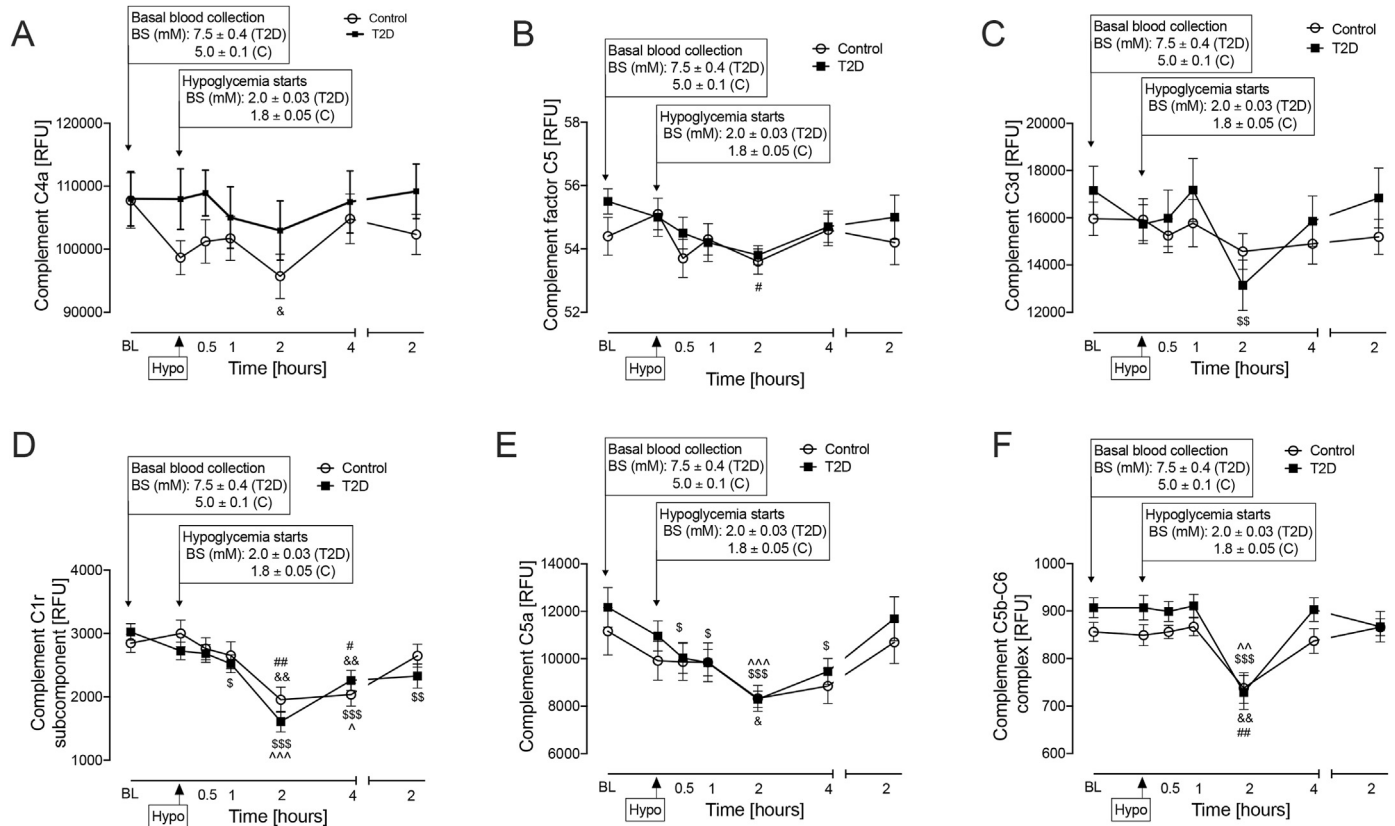 A
Basal blood collection
BS (mM): 7.5 ± 0.4 (T2D)
5.0 ± 0.1 (C)
Control
T2D
Hypoglycemia starts
BS (mM): 2.0 ± 0.03 (T2D)
1.8 ± 0.05 (C)
Complement C4a [RFU]
120000
110000
100000
90000
&
BL 0.5 1 2 4 2
Hypo
Time [hours]
B
Basal blood collection
BS (mM): 7.5 ± 0.4 (T2D)
5.0 ± 0.1 (C)
Control
T2D
Hypoglycemia starts
BS (mM): 2.0 ± 0.03 (T2D)
1.8 ± 0.05 (C)
Complement factor C5 [RFU]
58
56
54
52
#
BL 0.5 1 2 4 2
Hypo
Time [hours]
C
Basal blood collection
BS (mM): 7.5 ± 0.4 (T2D)
5.0 ± 0.1 (C)
Control
T2D
Hypoglycemia starts
BS (mM): 2.0 ± 0.03 (T2D)
1.8 ± 0.05 (C)
Complement C3d [RFU]
20000
18000
16000
14000
12000
$$
BL 0.5 1 2 4 2
Hypo
Time [hours]
D
Basal blood collection
BS (mM): 7.5 ± 0.4 (T2D)
5.0 ± 0.1 (C)
Control
T2D
Hypoglycemia starts
BS (mM): 2.0 ± 0.03 (T2D)
1.8 ± 0.05 (C)
Complement C1r
subcomponent [RFU]
4000
3000
2000
1000
$
##
&&
$$$
^^^
#
&&
$$$
^
$$
BL 0.5 1 2 4 2
Hypo
Time [hours]
E
Basal blood collection
BS (mM): 7.5 ± 0.4 (T2D)
5.0 ± 0.1 (C)
Control
T2D
Hypoglycemia starts
BS (mM): 2.0 ± 0.03 (T2D)
1.8 ± 0.05 (C)
Complement C5a [RFU]
14000
12000
10000
8000
6000
$
$
^^^
$$$
&
$
BL 0.5 1 2 4 2
Hypo
Time [hours]
F
Basal blood collection
BS (mM): 7.5 ± 0.4 (T2D)
5.0 ± 0.1 (C)
Control
T2D
Hypoglycemia starts
BS (mM): 2.0 ± 0.03 (T2D)
1.8 ± 0.05 (C)
Complement C5b-C6
complex [RFU]
1000
900
800
700
600
^^
$$$
&&
##
BL 0.5 1 2 4 2
Hypo
Time [hours]